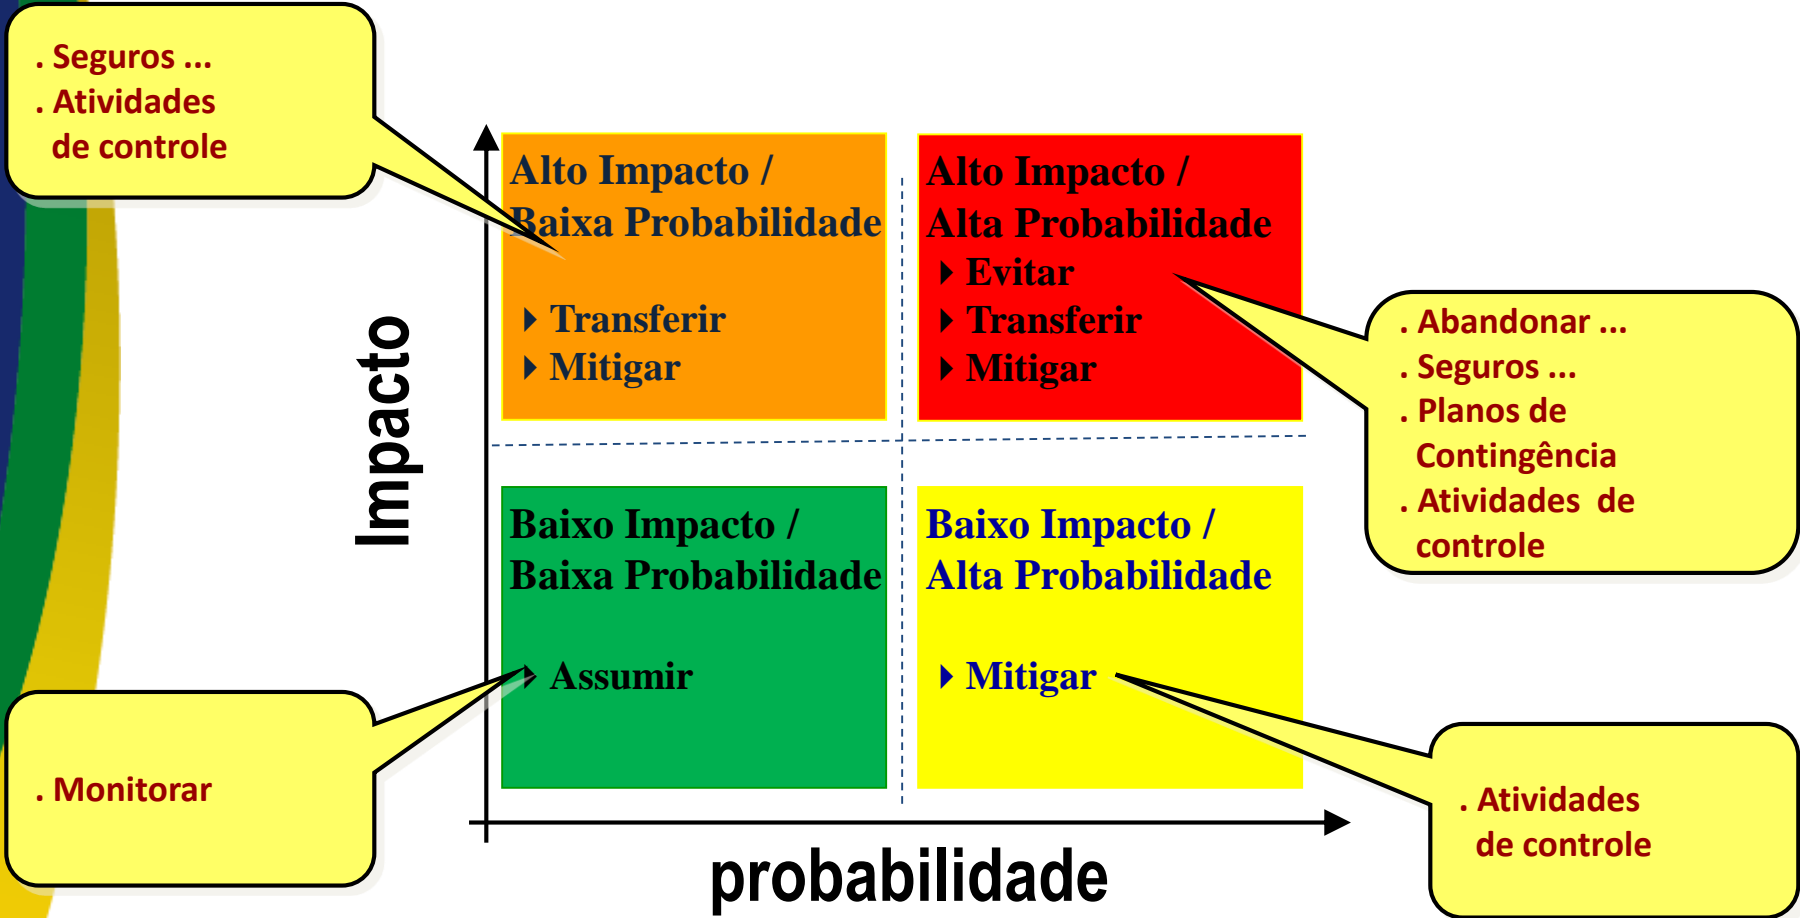 . Seguros ...
. Atividades
de controle
Alto Impacto /
Baixa Probabilidade
Transferir
Mitigar
Alto Impacto /
Alta Probabilidade
Evitar
Transferir
Mitigar
. Abandonar ...
. Seguros ...
. Planos de
Contingência
. Atividades de
controle
Impacto
Baixo Impacto /
Baixa Probabilidade
Assumir
Baixo Impacto /
Alta Probabilidade
Mitigar
. Monitorar
. Atividades
de controle
probabilidade